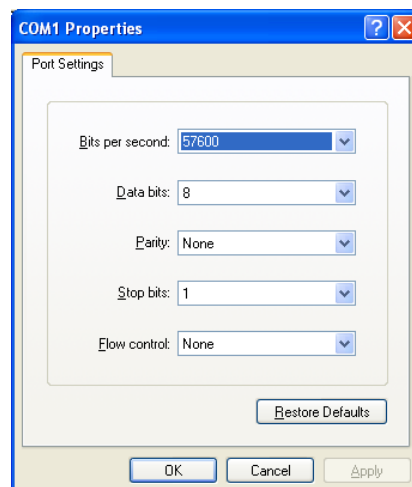 COM1 Properties
Port Settings
Bits per second: 57600
Data bits: 8
Parity: None
Stop bits: 1
Flow control: None
Restore Defaults
OK Cancel Apply